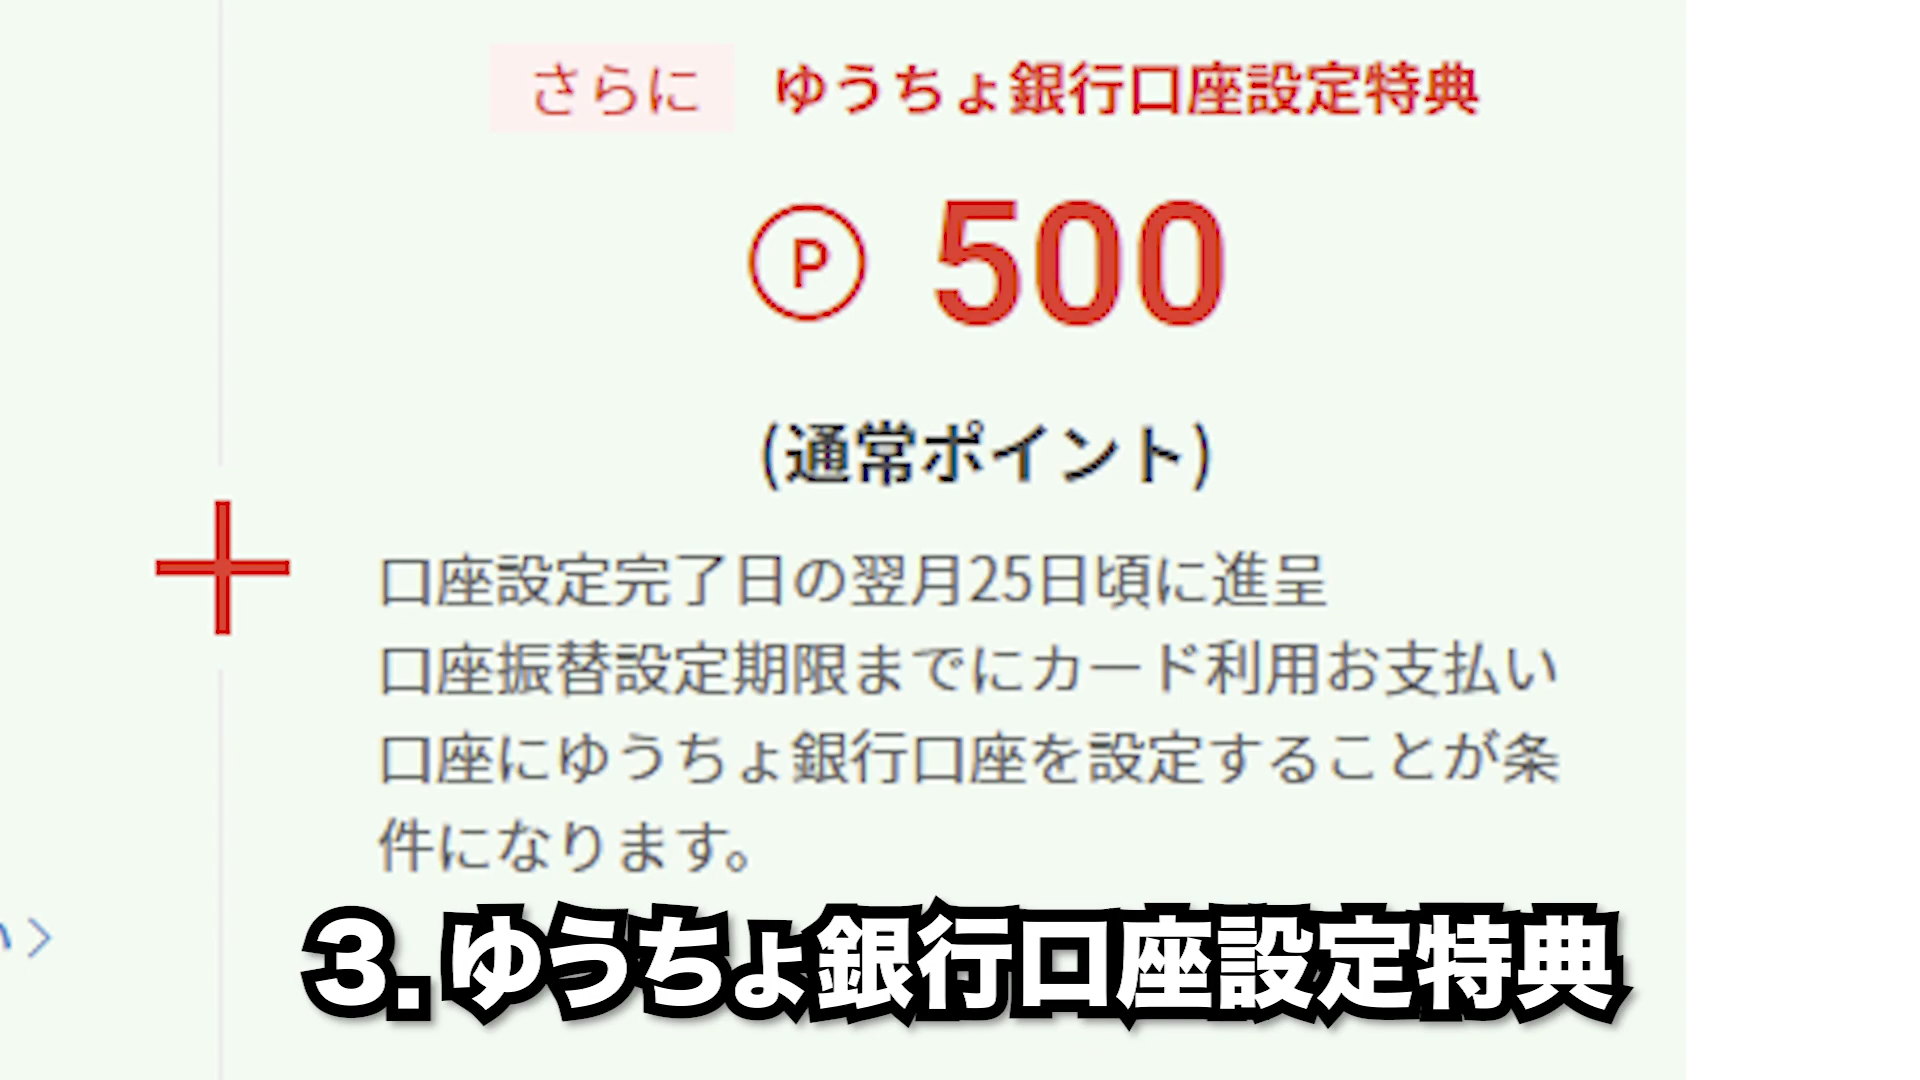 さらに ゆうちょ銀行口座設定特典
P 500
(通常ポイント)
口座設定完了日の翌月25日頃に進呈
口座振替設定期限までにカード利用お支払い
口座にゆうちょ銀行口座を設定することが条
件になります。
い >
3.ゆうちょ銀行口座設定特典